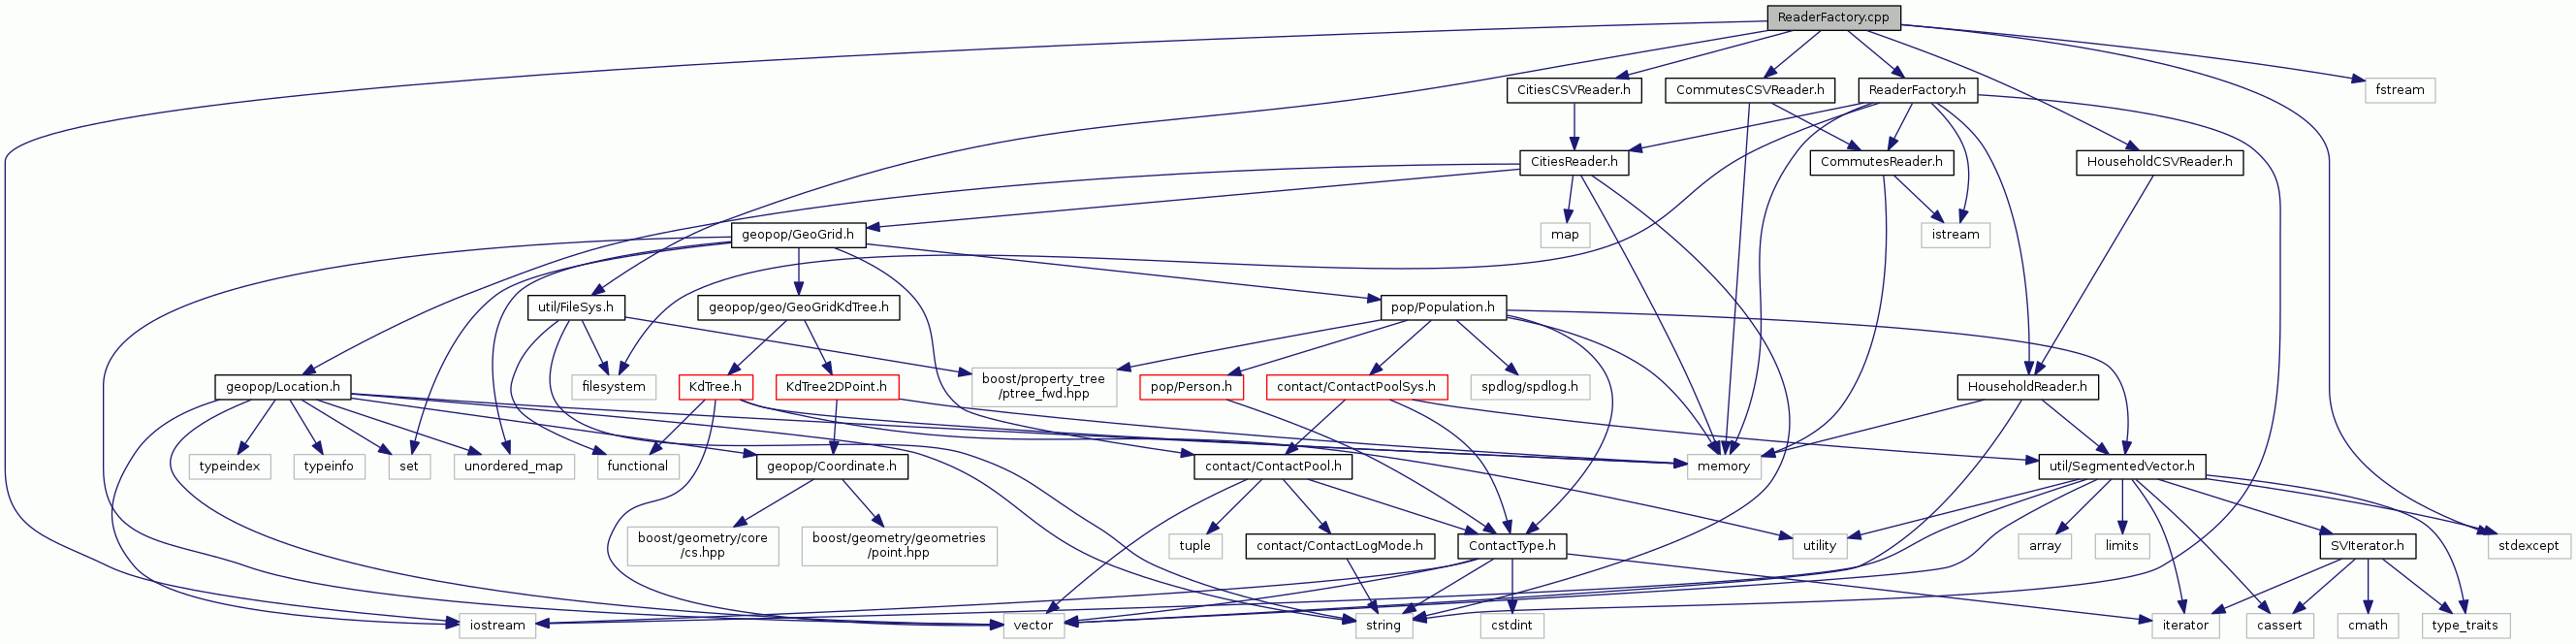 ReaderFactory.cpp
CitiesCSVReader.h
CommutesCSVReader.h
ReaderFactory.h
fstream
CitiesReader.h
CommutesReader.h
HouseholdCSVReader.h
geopop/GeoGrid.h
map
istream
util/FileSys.h
geopop/geo/GeoGridKdTree.h
pop/Population.h
geopop/Location.h
filesystem
KdTree.h
KdTree2DPoint.h
boost/property_tree
/ptree_fwd.hpp
pop/Person.h
contact/ContactPoolSys.h
spdlog/spdlog.h
HouseholdReader.h
typeindex
typeinfo
set
unordered_map
functional
geopop/Coordinate.h
contact/ContactPool.h
memory
util/SegmentedVector.h
boost/geometry/core
/cs.hpp
boost/geometry/geometries
/point.hpp
tuple
contact/ContactLogMode.h
ContactType.h
utility
array
limits
SVIterator.h
stdexcept
iostream
vector
string
cstdint
iterator
cassert
cmath
type_traits